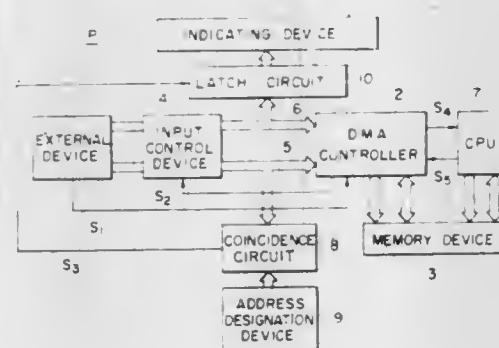 P
INDICATING DEVICE
LATCH CIRCUIT
10
4
6
2
S4
7
EXTERNAL
DEVICE
INPUT
CONTROL
DEVICE
5
DMA
CONTROLLER
S5
CPU
S2
S1
S3
COINCIDENCE
CIRCUIT
8
MEMORY DEVICE
3
ADDRESS
DESIGNATION
DEVICE
9